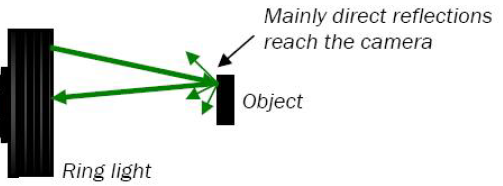 Mainly direct reflections
reach the camera
Object
Ring light